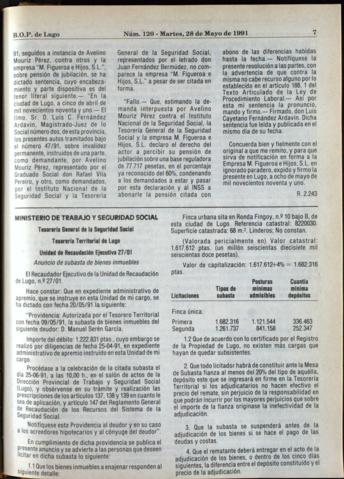 B.O.P. de Lugo
Núm. 120 - Martes, 28 de Mayo de 1991
7
91, seguidos a instancia de Avelino
Mouriz Pérez, contra otros y la
empresa "M. Figueroa e Hijos, S.L.",
sobre pensión de jubilación, se ha
dictado sentencia, cuyo encabeza-
miento y parte dispositiva es del
tenor literal siguiente.— "En la
ciudad de Lugo, a cinco de abril de
mil novecientos noventa y uno — El
Ilmo. Sr. D. Luis C. Fernández
Ardavín, Magistrado-Juez de lo
Social número dos, de esta provincia,
los presentes autos tramitados bajo
el número 47/91, sobre invalidez
permanente, instruidos de una parte,
como demandante, por Avelino
Mouriz Pérez, representado por el
Graduado Social don Rafael Vila
Pereiro, y otro, como demandados,
por el Instituto Nacional de la
Seguridad Social y la Tesorería
General de la Seguridad Social,
representados por el letrado don
Juan Fernández Bermúdez, no com-
parece la empresa "M. Figueroa e
Hijos, S.L." a pesar de ser citada en
forma.
"Fallo — Que, estimando la de-
manda interpuesta por Avelino
Mouriz Pérez contra el Instituto
Nacional de la Seguridad Social, la
Tesorería General de la Seguridad
Social y la empresa M. Figueroa e
Hijos, S.L. declaro el derecho del
actor a percibir su pensión de
jubilación sobre una base reguladora
de 77.717 pesetas, en el porcentaje
ya reconocido del 60%, condenando
a los demandados a estar y pasar
por esta declaración y al INSS a
abonarle la pensión citada con
abono de las diferencias habidas
hasta la fecha.— Notifíquese la
presente resolución a las partes, con
la advertencia de que contra la
misma no cabe recurso alguno por lo
establecido en el artículo 188. 1 del
Texto Articulado de la Ley de
Procedimiento Laboral.— Así por
esta mi sentencia la pronuncio,
mando y firmo.— Firmado. don Luis
Cayetano Fernández Ardavín. Dicha
sentencia fue leída y publicada en el
mismo día de su fecha.
Concuerda bien y fielmente con el
original a que me remito, y para que
sirva de notificación en forma a la
Empresa M. Figueroa e Hijos, S.L. en
ignorado paradero, expido y firmo la
presente en Lugo, a ocho de mayo de
mil novecientos noventa y uno.
R. 2.243
MINISTERIO DE TRABAJO Y SEGURIDAD SOCIAL
Tesorería General de la Seguridad Social
Tesorería Territorial de Lugo
Unidad de Recaudación Ejecutiva 27/01
Anuncio de subasta de bienes inmuebles
El Recaudador Ejecutivo de la Unidad de Recaudación
de Lugo, n.º 27/01.
Hace constar: Que en expediente administrativo de
apremio, que se instruye en esta Unidad de mi cargo, se
ha dictado con fecha 20/05/91 la siguiente:
"Providencia: Autorizada por el Tesorero Territorial
con fecha 09/05/91, la subasta de bienes inmuebles del
siguiente deudor: D. Manuel Serén García.
Importe del débito: 1.222.831 ptas., cuyo embargo se
realizó por diligencias de fecha 25-04-91, en expediente
administrativo de apremio instruido en esta Unidad de mi
cargo.
Procédase a la celebración de la citada subasta el
día 25-06-91, a las 10,00 h., en el salón de actos de la
Dirección Provincial de Trabajo y Seguridad Social
(Lugo), y obsérvense en su trámite y realización las
prescripciones de los artículos 137, 138 y 139 en cuanto le
sea de aplicación, y artículo 147 del Reglamento General
de Recaudación de los Recursos del Sistema de la
Seguridad Social.
Notifíquese esta Providencia al deudor y en su caso
a los acreedores hipotecarios y al cónyuge del deudor".
En cumplimiento de dicha providencia se publica el
presente anuncio y se advierte a las personas que deseen
licitar en dicha subasta lo siguiente:
1.1 Que los bienes inmuebles a enajenar responden al
siguiente detalle:
Finca urbana sita en Ronda Fingoy, n.º 10 bajo B, de
esta ciudad de Lugo. Referencia catastral: 8220030.
Superficie catastrada: 68 m.². Linderos: No constan.
(Valorada pericialmente en) Valor catastral:
1.617.612 ptas. (un millón seiscientas diecisiete mil
seiscientas doce pesetas).
Valor de capitalización: 1.617.612÷4% = 1.682.316
ptas.
Licitaciones
Tipos de subasta
Posturas mínimas admisibles
Cuantía mínima depósitos
Finca única:
Primera 1.682.316 1.121.544 336.463
Segunda 1.261.737 841.158 252.347
1.2 Que de acuerdo con lo certificado por el Registro
de la Propiedad de Lugo, no existen más cargas que
hayan de quedar subsistentes.
2. Que todo licitador habrá de constituir ante la Mesa
de Subasta fianza al menos del 20% del tipo de aquélla,
depósito este que se ingresará en firme en la Tesorería
Territorial si los adjudicatarios no hacen efectivo el
precio del remate, sin perjuicio de la responsabilidad en
que podrán incurrir por los mayores perjuicios que sobre
el importe de la fianza originase la inefectividad de la
adjudicación.
3. Que la subasta se suspenderá antes de la
adjudicación de los bienes si se hace el pago de las
deudas y costas.
4. Que el rematante deberá entregar en el acto de la
adjudicación de los bienes, o dentro de los cinco días
siguientes, la diferencia entre el depósito constituido y el
precio de la adjudicación.